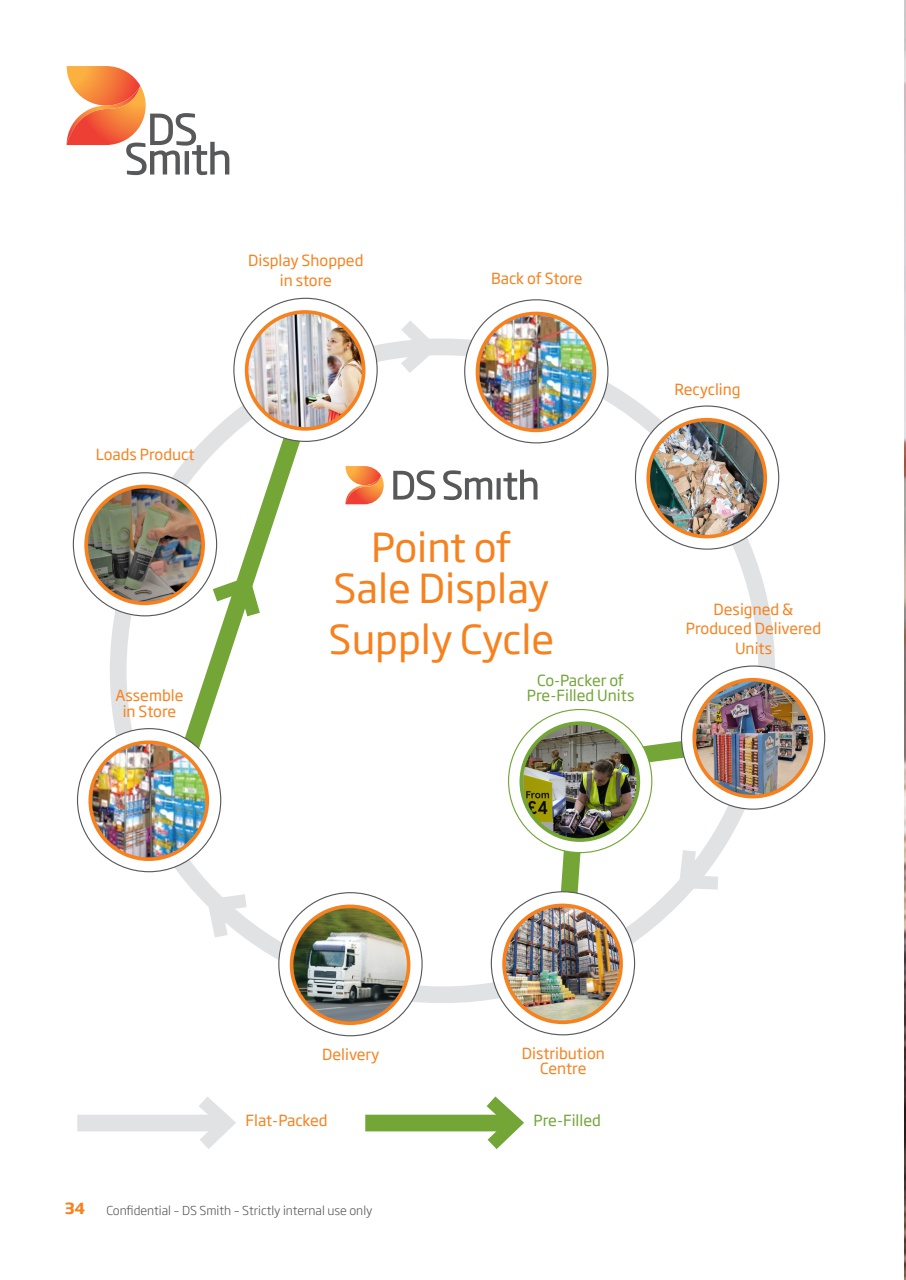 DS
Smith
Display Shopped
in store
Back of Store
Recycling
Loads Product
DS Smith
Point of
Sale Display
Supply Cycle
Designed &
Produced Delivered
Units
Co-Packer of
Pre-Filled Units
Assemble
in Store
From
£4
Delivery
Distribution
Centre
Flat-Packed
Pre-Filled
34 Confidential – DS Smith – Strictly internal use only